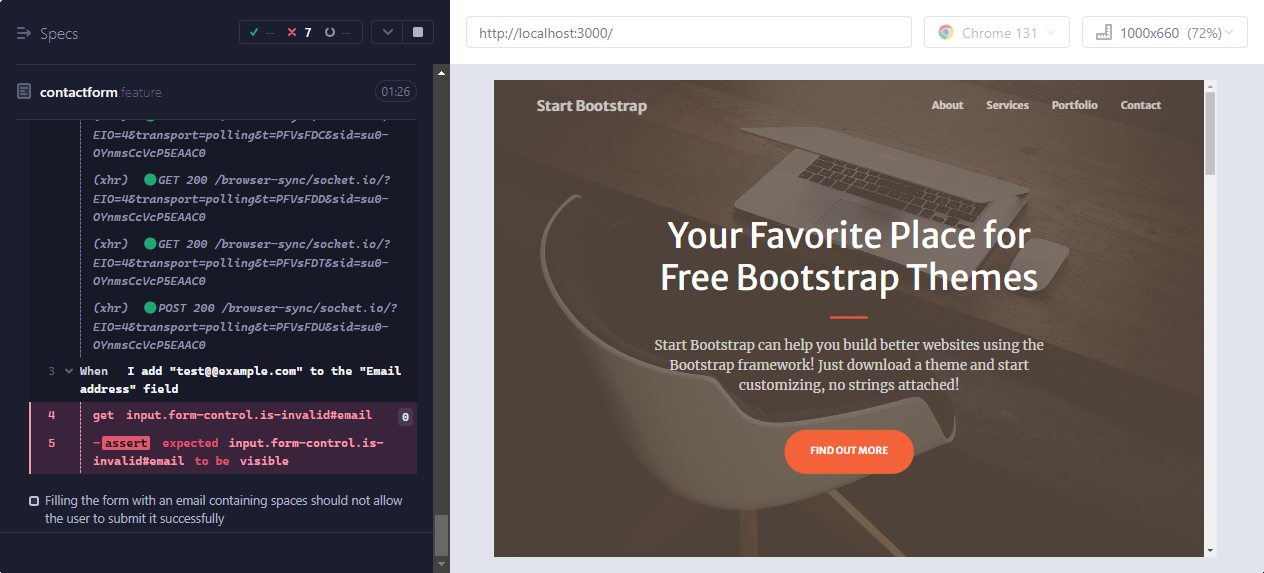 Specs
--
7
--
contactform.feature
01:26
EIO=4&transport=polling&t=PFVsFDC&sid=su0-
OYnmsCcVcP5EAAC0
(xhr) GET 200 /browser-sync/socket.io/?
EIO=4&transport=polling&t=PFVsFDD&sid=su0-
OYnmsCcVcP5EAAC0
(xhr) GET 200 /browser-sync/socket.io/?
EIO=4&transport=polling&t=PFVsFDT&sid=su0-
OYnmsCcVcP5EAAC0
(xhr) POST 200 /browser-sync/socket.io/?
EIO=4&transport=polling&t=PFVsFDU&sid=su0-
OYnmsCcVcP5EAAC0
3 When I add "test@@example.com" to the "Email
address" field
4 get input.form-control.is-invalid#email 0
5 -assert expected input.form-control.is-
invalid#email to be visible
Filling the form with an email containing spaces should not allow
the user to submit it successfully
http://localhost:3000/
Chrome 131
1000x660 (72%)
Start Bootstrap
About Services Portfolio Contact
Your Favorite Place for
Free Bootstrap Themes
Start Bootstrap can help you build better websites using the
Bootstrap framework! Just download a theme and start
customizing, no strings attached!
FIND OUT MORE